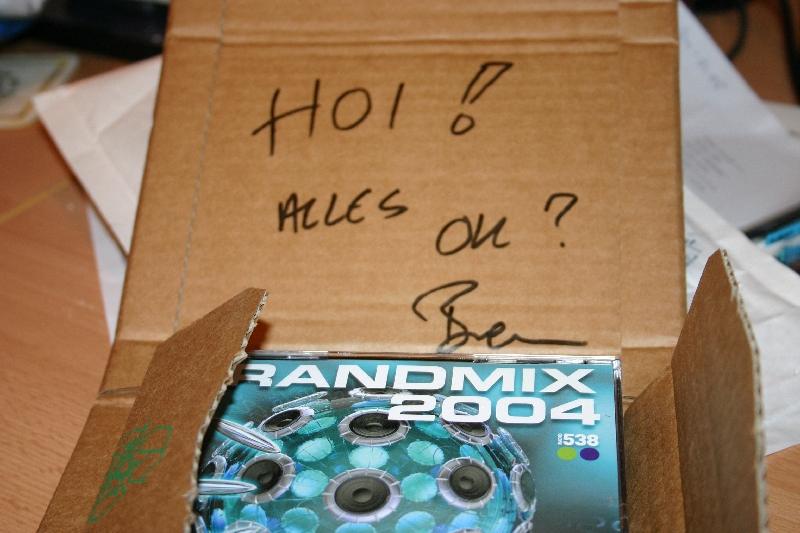 HOI!
ALLES OK?
RANDMIX
2004
538